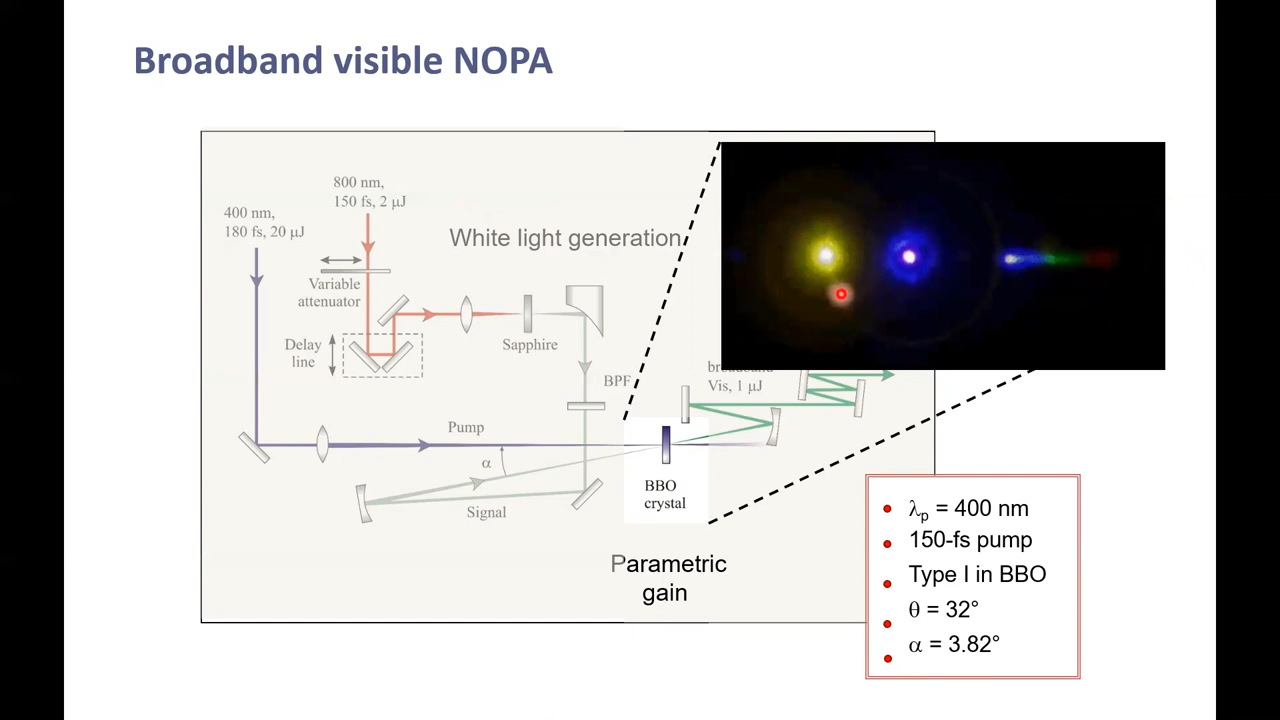 Broadband visible NOPA
800 nm,
150 fs, 2 μJ
400 nm,
180 fs, 20 μJ
White light generation
Variable
attenuator
Delay
line
Sapphire
BPF
broadband
Vis, 1 μJ
Pump
α
Signal
BBO
crystal
Parametric
gain
λp = 400 nm
150-fs pump
Type I in BBO
θ = 32°
α = 3.82°